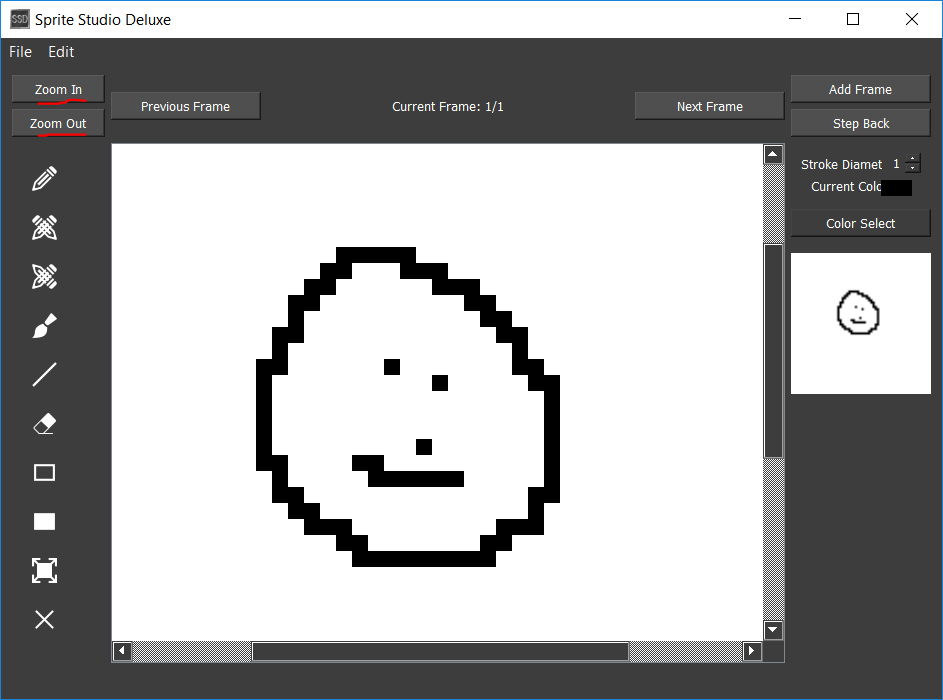 SSD Sprite Studio Deluxe
File Edit
Zoom In
Zoom Out
Previous Frame
Current Frame: 1/1
Next Frame
Add Frame
Step Back
Stroke Diamet 1
Current Colo
Color Select